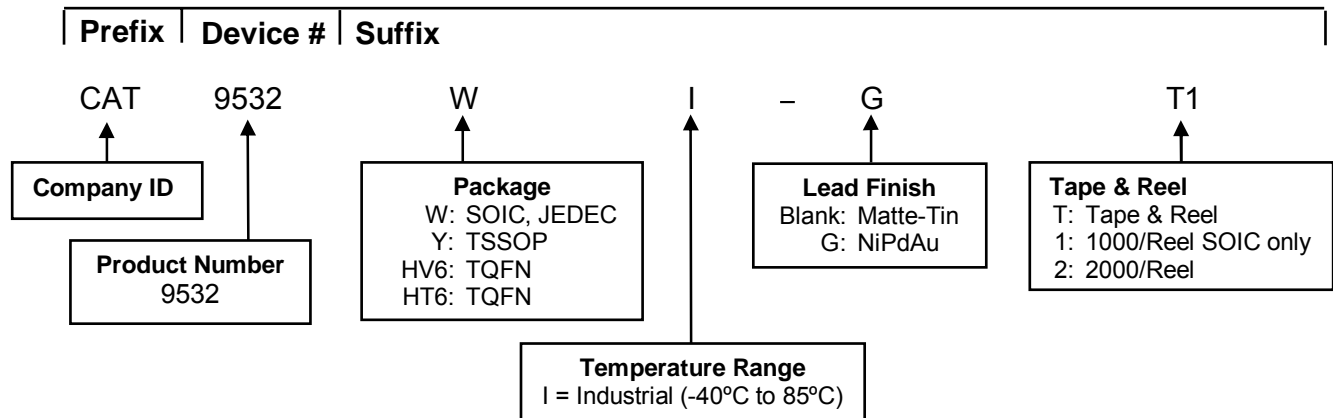 Prefix Device # Suffix
CAT 9532 W I – G T1
Company ID
Product Number
9532
Package
W: SOIC, JEDEC
Y: TSSOP
HV6: TQFN
HT6: TQFN
Temperature Range
I = Industrial (-40ºC to 85ºC)
Lead Finish
Blank: Matte-Tin
G: NiPdAu
Tape & Reel
T: Tape & Reel
1: 1000/Reel SOIC only
2: 2000/Reel